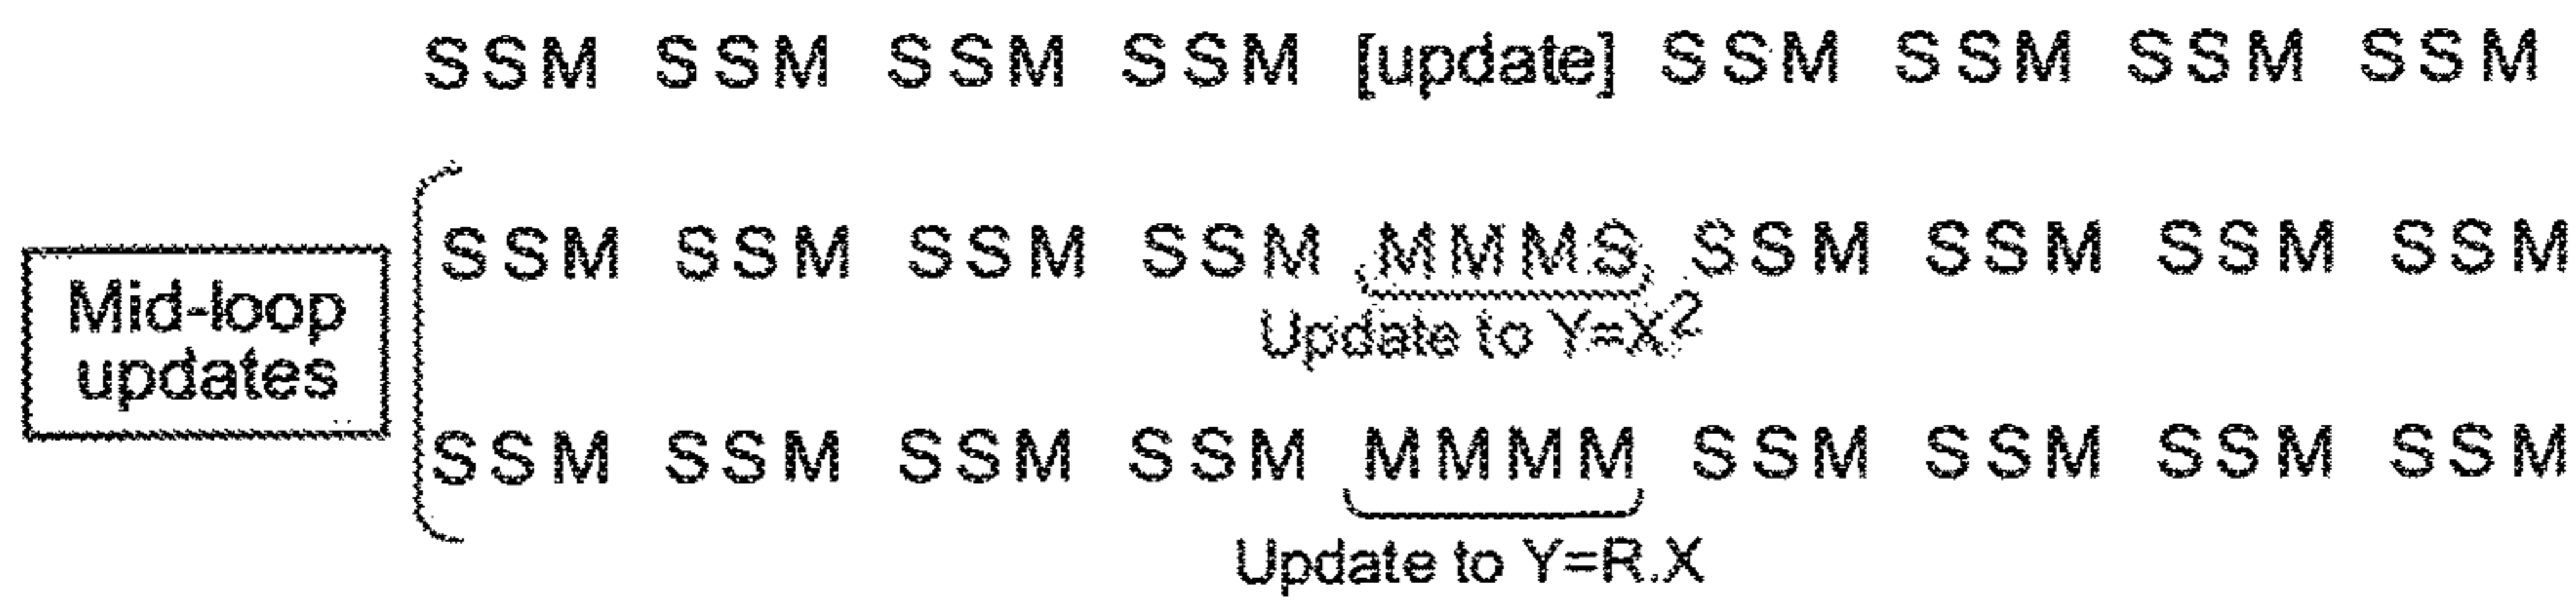 SSM SSM SSM SSM [update] SSM SSM SSM SSM
SSM SSM SSM SSM MMMS SSM SSM SSM SSM
Update to Y=X²
Mid-loop
updates
SSM SSM SSM SSM MMMM SSM SSM SSM SSM
Update to Y=R.X